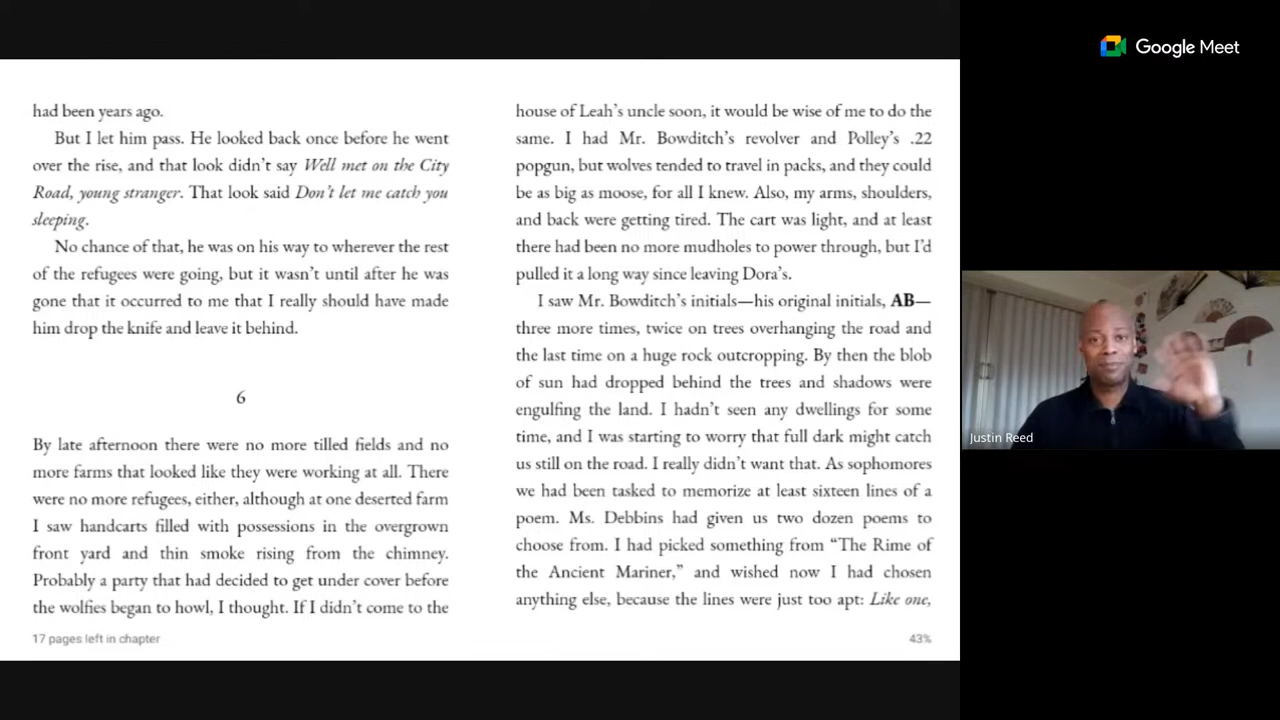 had been years ago.
But I let him pass. He looked back once before he went
over the rise, and that look didn't say Well met on the City
Road, young stranger. That look said Don't let me catch you
sleeping.
No chance of that, he was on his way to wherever the rest
of the refugees were going, but it wasn't until after he was
gone that it occurred to me that I really should have made
him drop the knife and leave it behind.
6
By late afternoon there were no more tilled fields and no
more farms that looked like they were working at all. There
were no more refugees, either, although at one deserted farm
I saw handcarts filled with possessions in the overgrown
front yard and thin smoke rising from the chimney.
Probably a party that had decided to get under cover before
the wolfies began to howl, I thought. If I didn't come to the
17 pages left in chapter
house of Leah's uncle soon, it would be wise of me to do the
same. I had Mr. Bowditch's revolver and Polley's .22
popgun, but wolves tended to travel in packs, and they could
be as big as moose, for all I knew. Also, my arms, shoulders,
and back were getting tired. The cart was light, and at least
there had been no more mudholes to power through, but I'd
pulled it a long way since leaving Dora's.
I saw Mr. Bowditch's initials—his original initials, AB—
three more times, twice on trees overhanging the road and
the last time on a huge rock outcropping. By then the blob
of sun had dropped behind the trees and shadows were
engulfing the land. I hadn't seen any dwellings for some
time, and I was starting to worry that full dark might catch
us still on the road. I really didn't want that. As sophomores
we had been tasked to memorize at least sixteen lines of a
poem. Ms. Debbins had given us two dozen poems to
choose from. I had picked something from “The Rime of
the Ancient Mariner,” and wished now I had chosen
anything else, because the lines were just too apt: Like one,
43%
Google Meet
Justin Reed